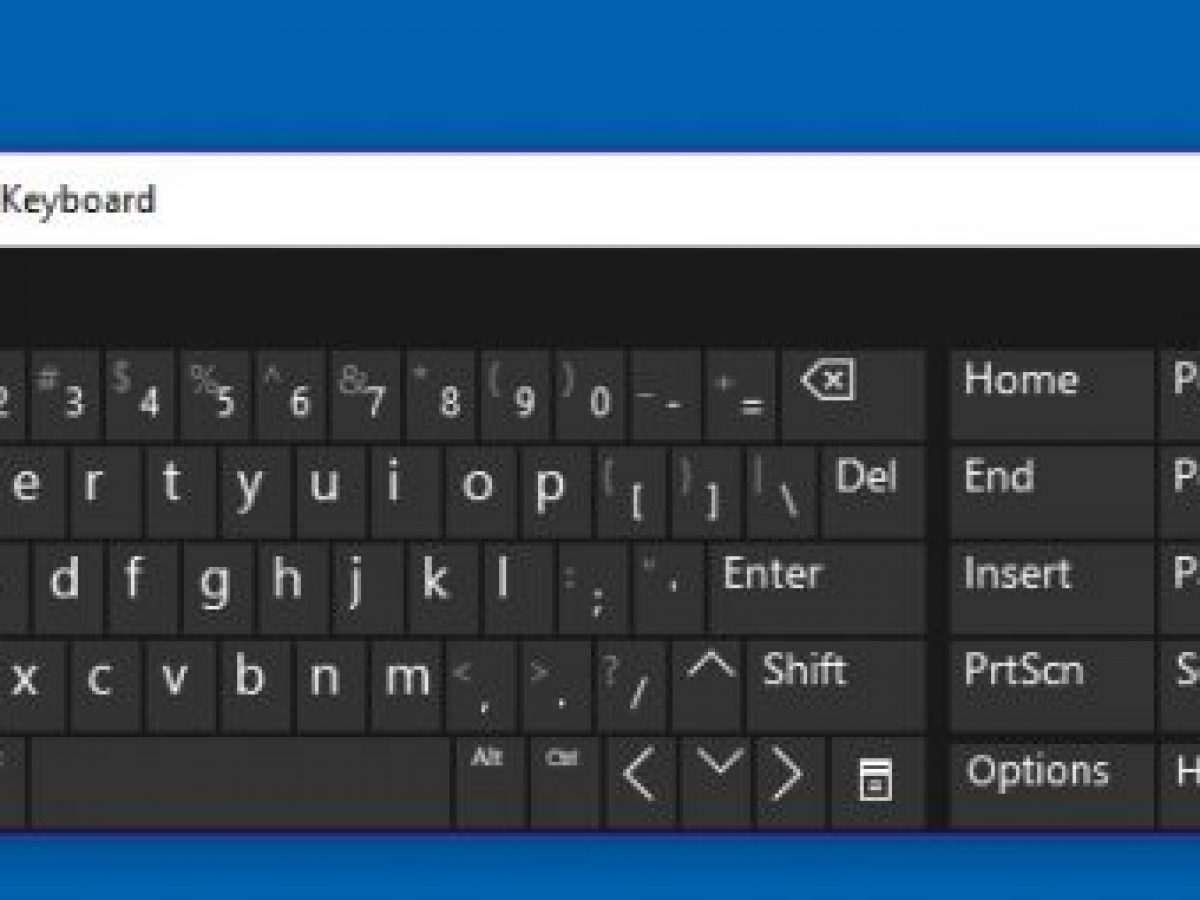 Keyboard
2 # 3 $ 4 % 5 ^ 6 & 7 * 8 ( 9 ) 0 _ - + = Home
e r t y u i o p { [ } ] | \ Del End
d f g h j k l : ; " ' Enter Insert
x c v b n m < , > . ? / Shift PrtScn
Alt Ctrl Options